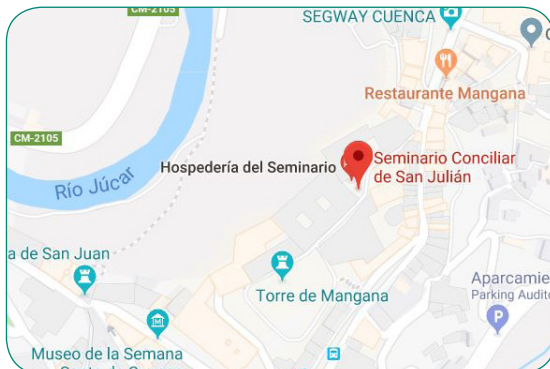 CM-2105
SEGWAY CUENCA
Restaurante Mangana
CM-2105
Hospedería del Seminario
Seminario Conciliar
de San Julián
Río Júcar
a de San Juan
Torre de Mangana
Aparcamie
Parking Audito
P
Museo de la Semana